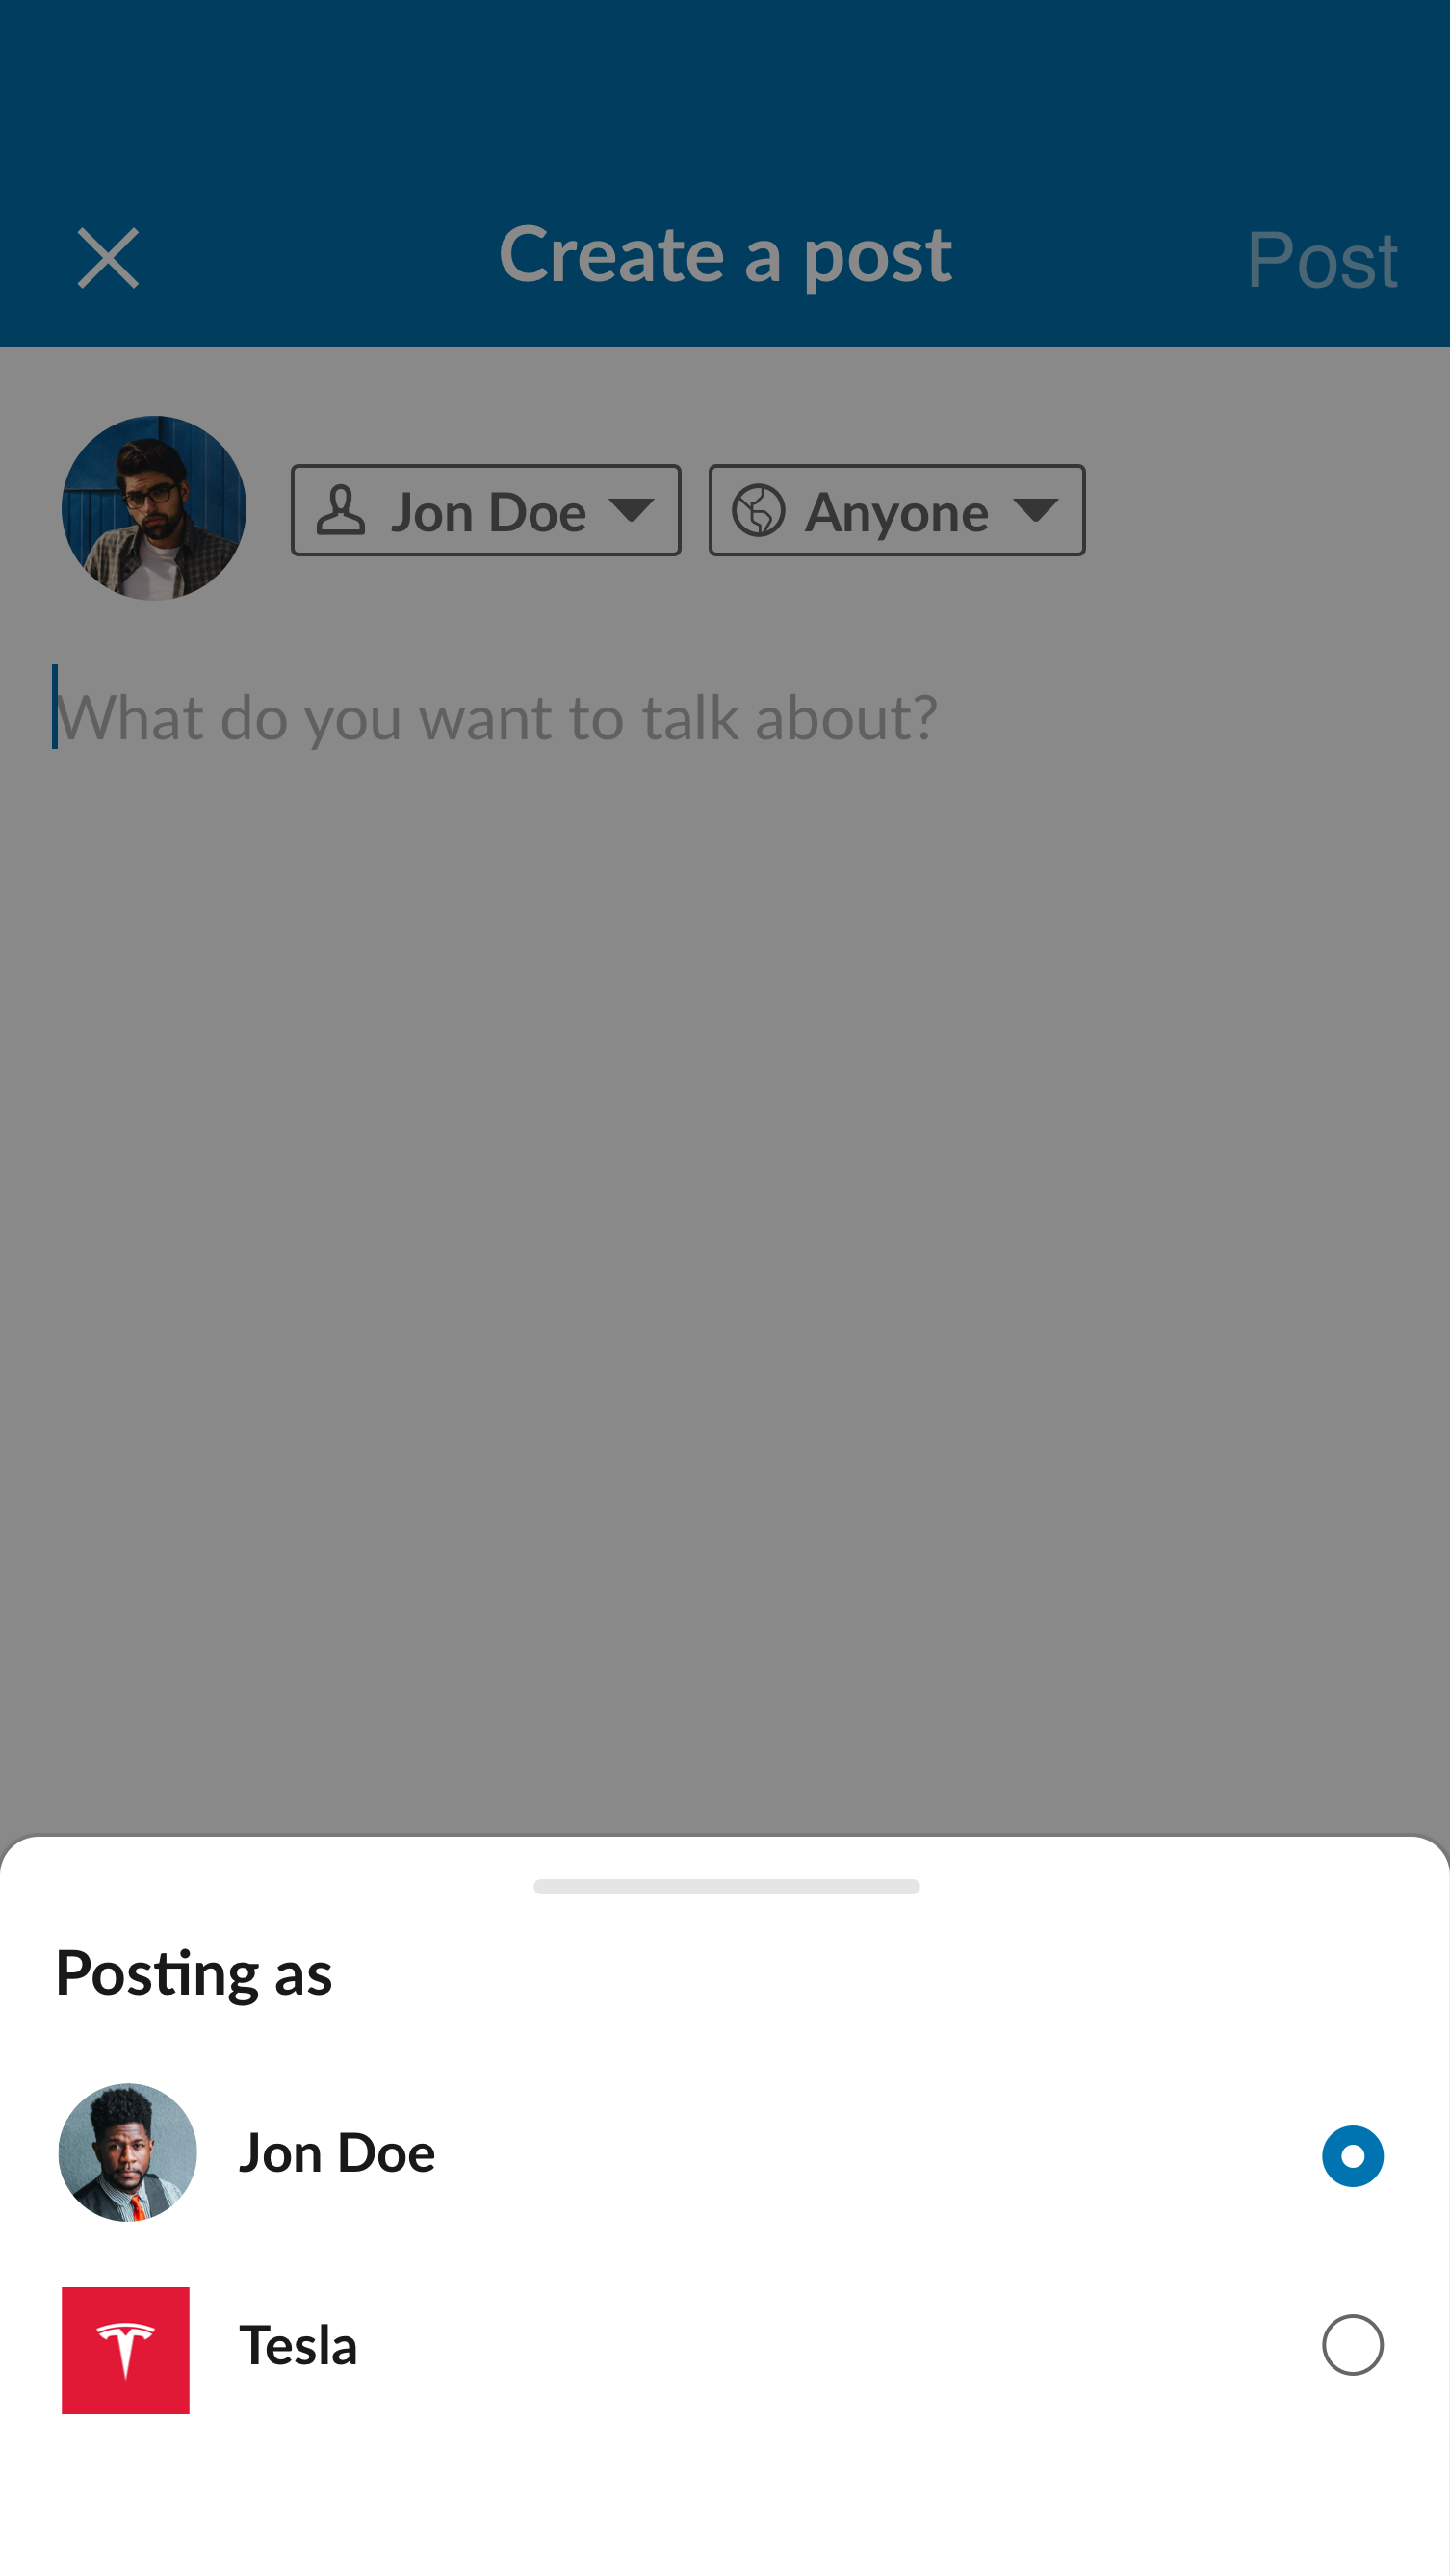 Create a post
Post
Jon Doe
Anyone
What do you want to talk about?
Posting as
Jon Doe
Tesla